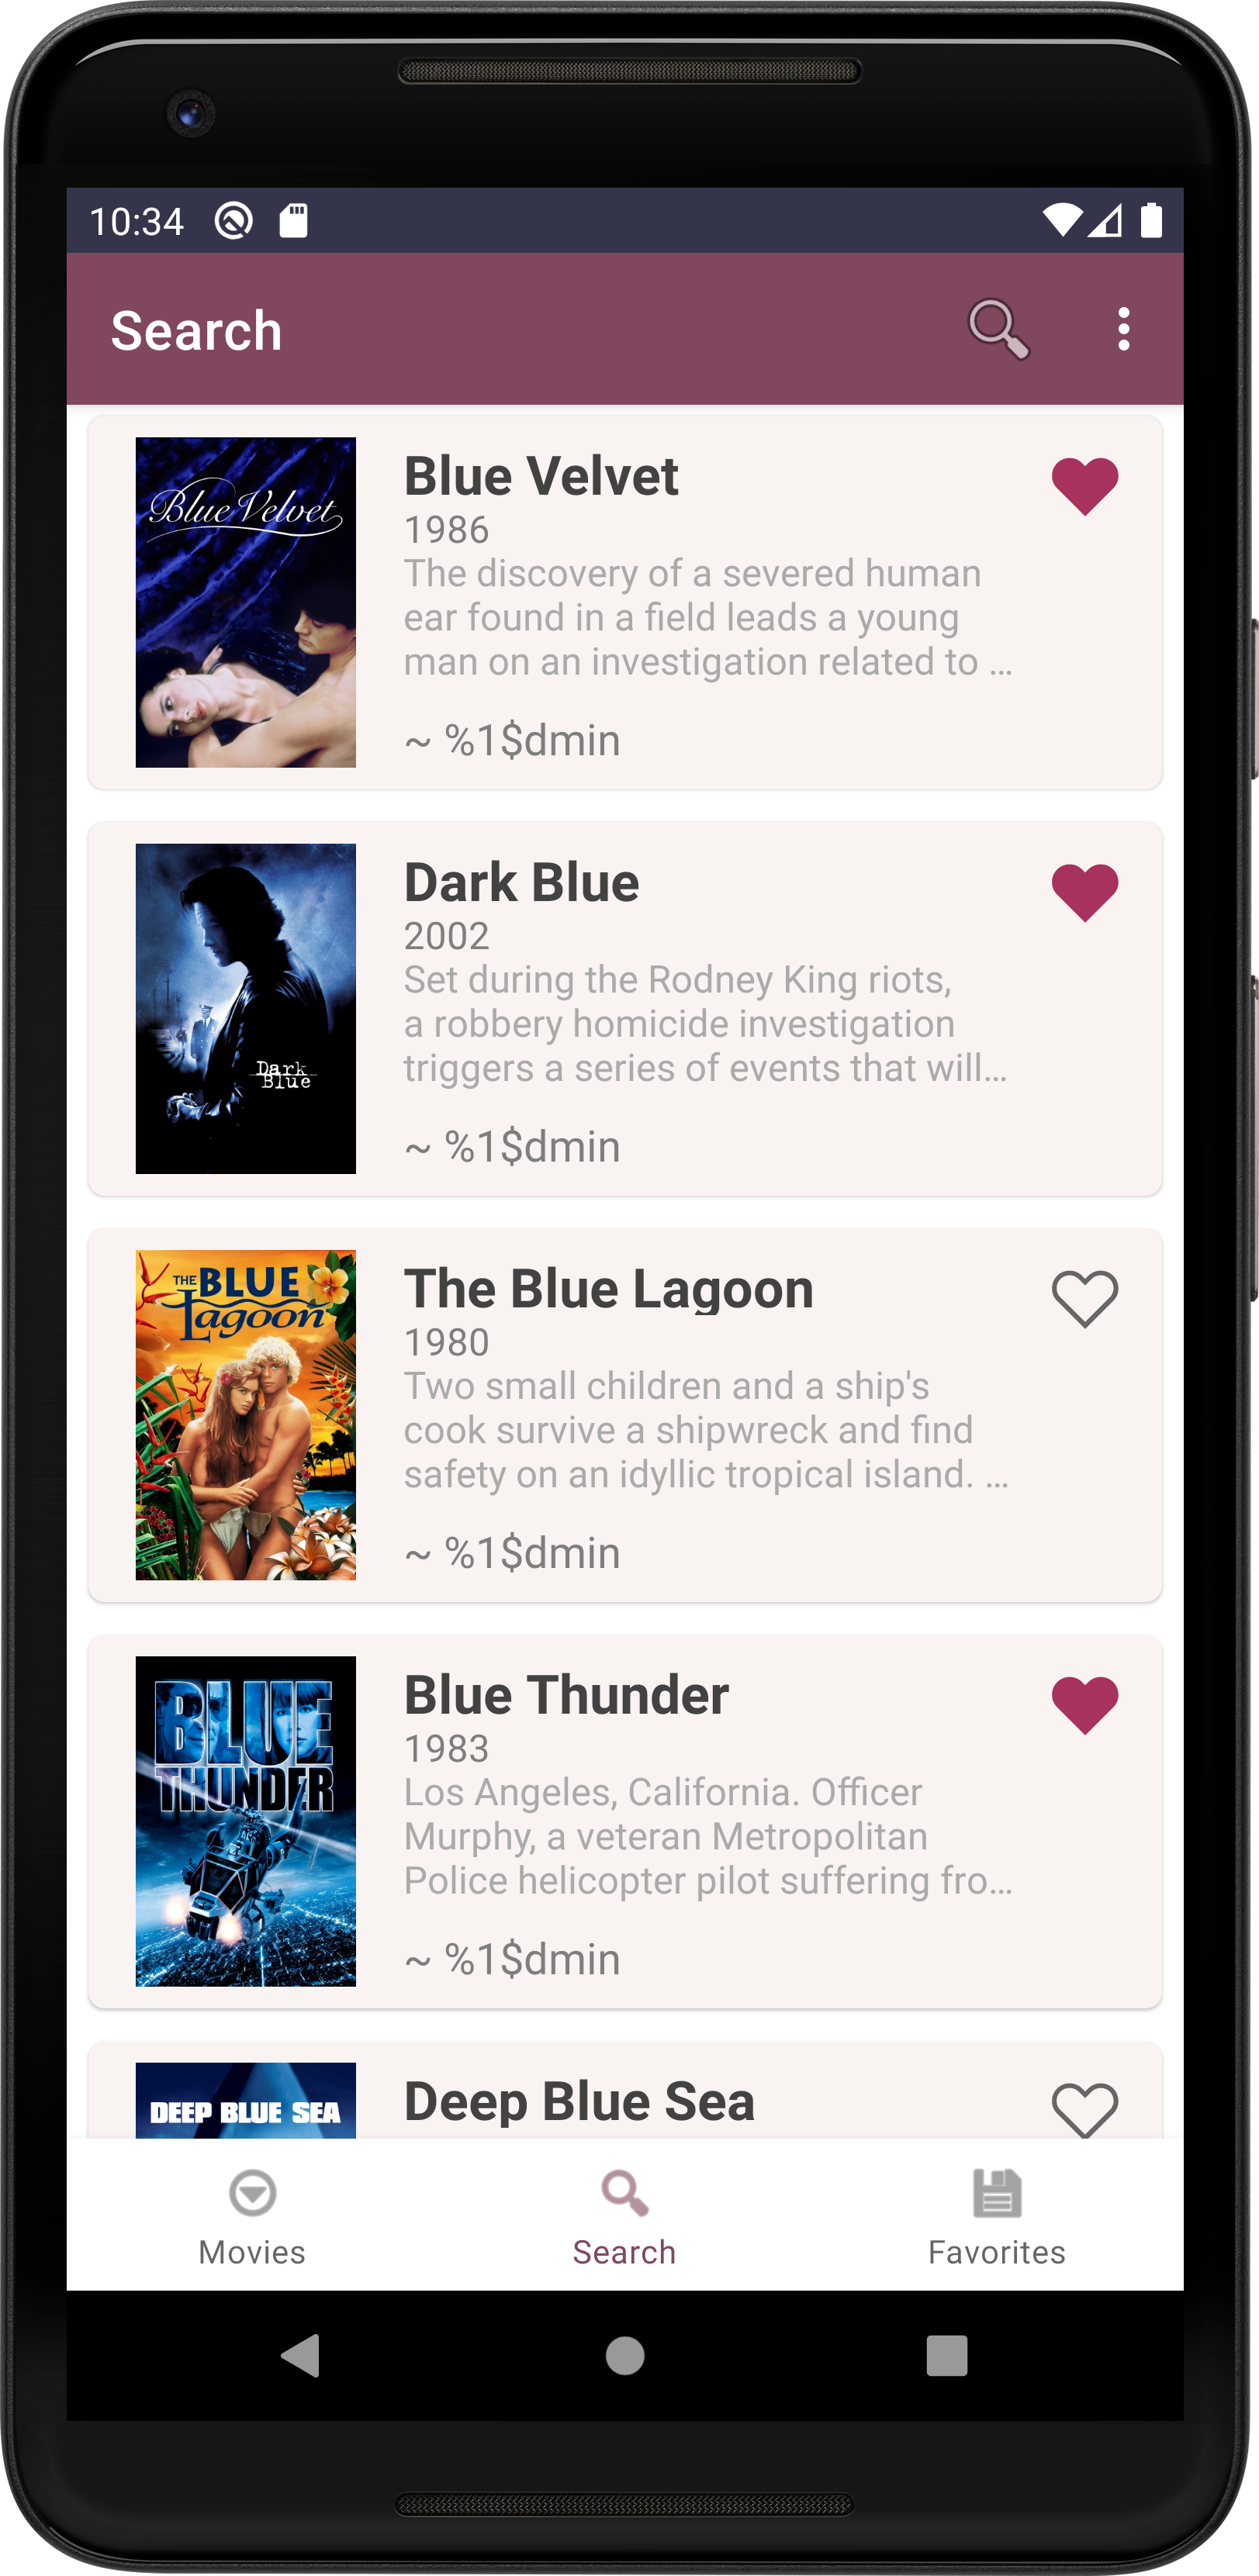 10:34
Search
Blue Velvet
Blue Velvet
1986
The discovery of a severed human
ear found in a field leads a young
man on an investigation related to ...
~ %1$dmin
Dark
Blue
Dark Blue
2002
Set during the Rodney King riots,
a robbery homicide investigation
triggers a series of events that will...
~ %1$dmin
THE BLUE
Lagoon
The Blue Lagoon
1980
Two small children and a ship's
cook survive a shipwreck and find
safety on an idyllic tropical island. ...
~ %1$dmin
BLUE
THUNDER
Blue Thunder
1983
Los Angeles, California. Officer
Murphy, a veteran Metropolitan
Police helicopter pilot suffering fro...
~ %1$dmin
DEEP BLUE SEA
Deep Blue Sea
Movies
Search
Favorites